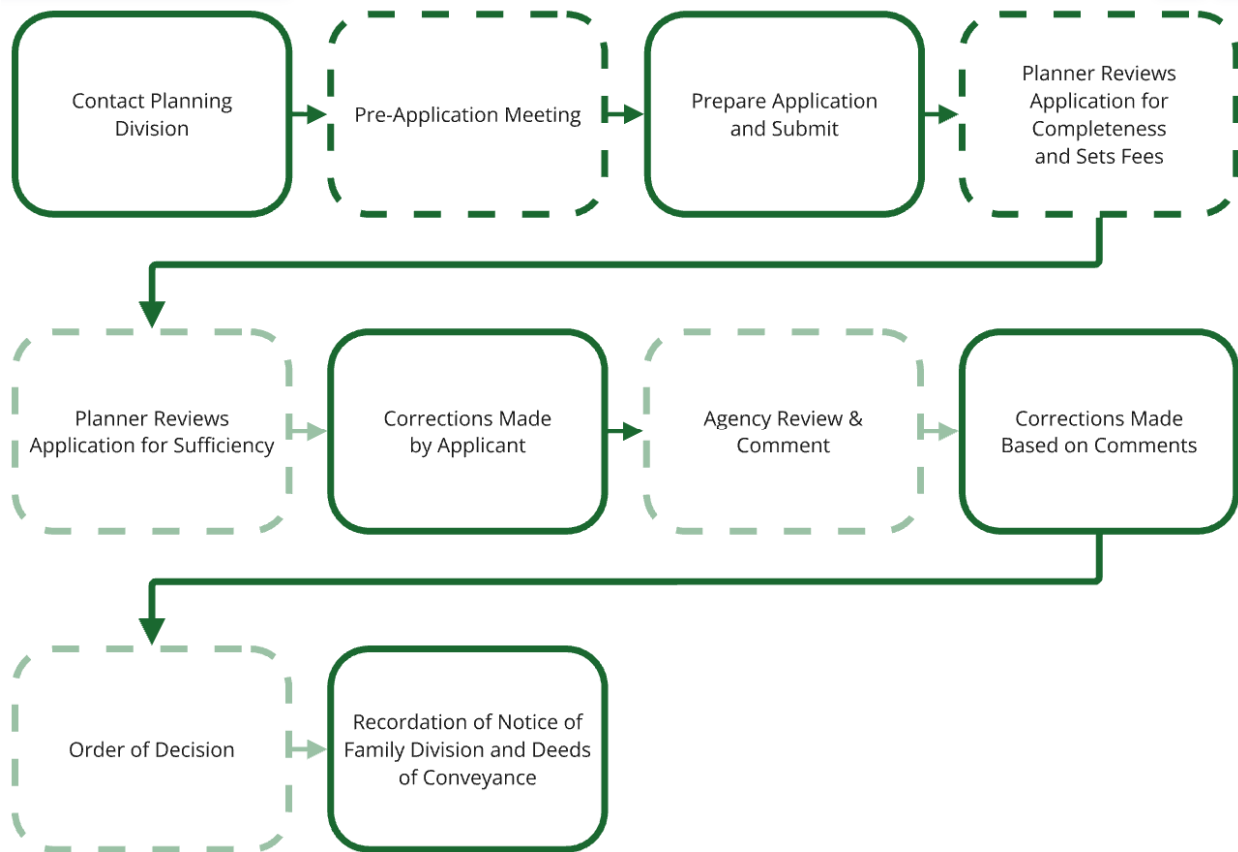 Contact Planning
Division
Pre-Application Meeting
Prepare Application
and Submit
Planner Reviews
Application for
Completeness
and Sets Fees
Planner Reviews
Application for Sufficiency
Corrections Made
by Applicant
Agency Review &
Comment
Corrections Made
Based on Comments
Order of Decision
Recordation of Notice of
Family Division and Deeds
of Conveyance